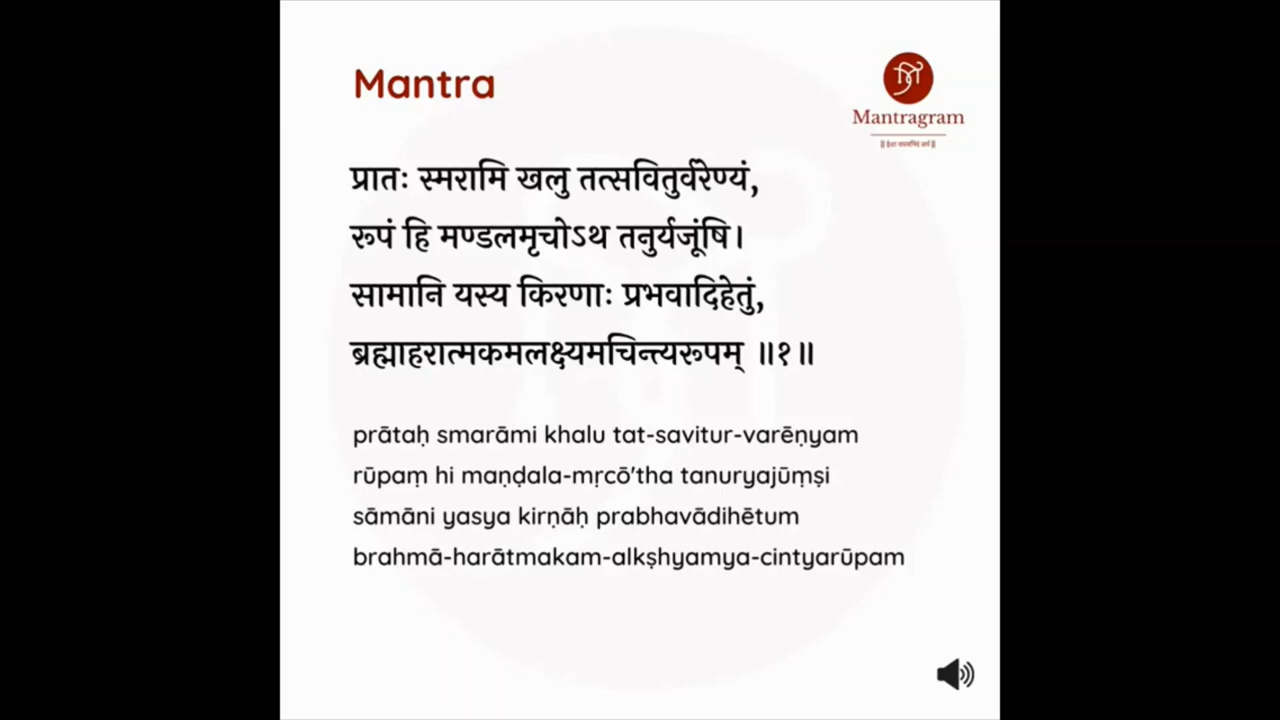 Mantra
Mantragram
प्रातः स्मरामि खलु तत्सवितुर्वरेण्यं,
रूपं हि मण्डलमृचोऽथ तनुर्यजूंषि।
सामानि यस्य किरणाः प्रभवादिहेतुं,
ब्रह्माहरात्मकमलक्ष्यमचिन्त्यरूपम् ॥१॥
prātaḥ smarāmi khalu tat-savitur-varēṇyam
rūpaṃ hi maṇḍala-mṛcō'tha tanuryajūṃṣi
sāmāni yasya kirṇāḥ prabhavādihētum
brahmā-harātmakam-alkṣhyamya-cintyarūpam